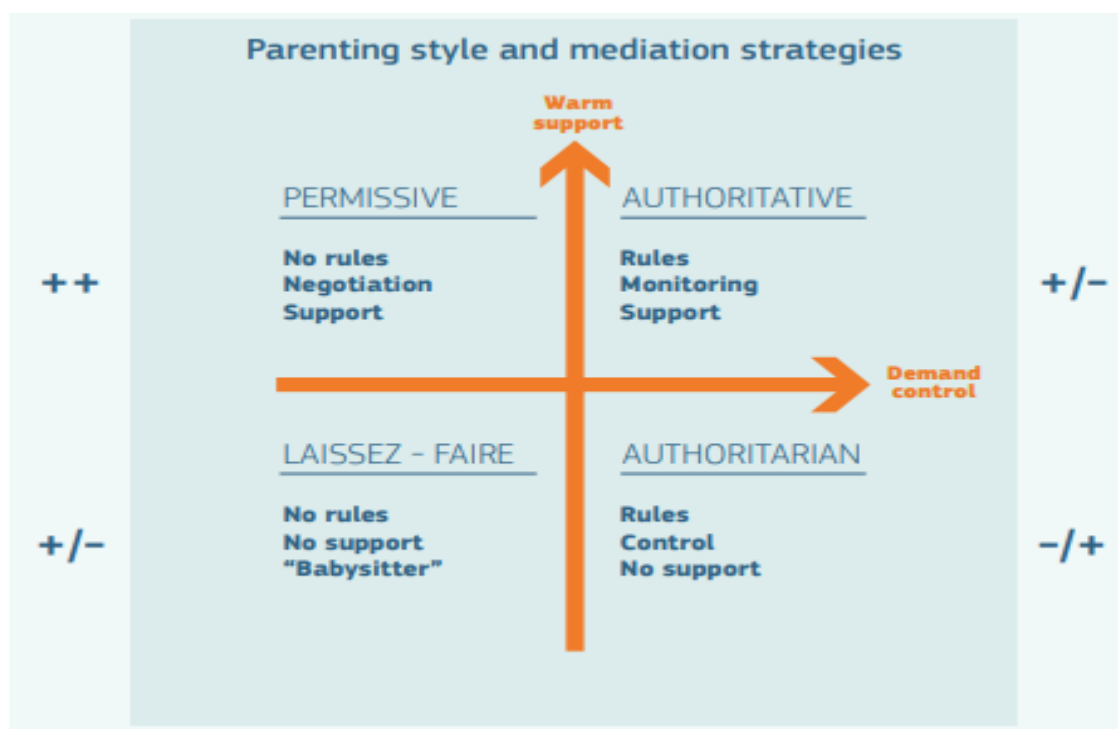 Parenting style and mediation strategies
Warm
support
PERMISSIVE
No rules
Negotiation
Support
AUTHORITATIVE
Rules
Monitoring
Support
++
+/–
Demand
control
LAISSEZ – FAIRE
No rules
No support
“Babysitter”
AUTHORITARIAN
Rules
Control
No support
+/–
–/+